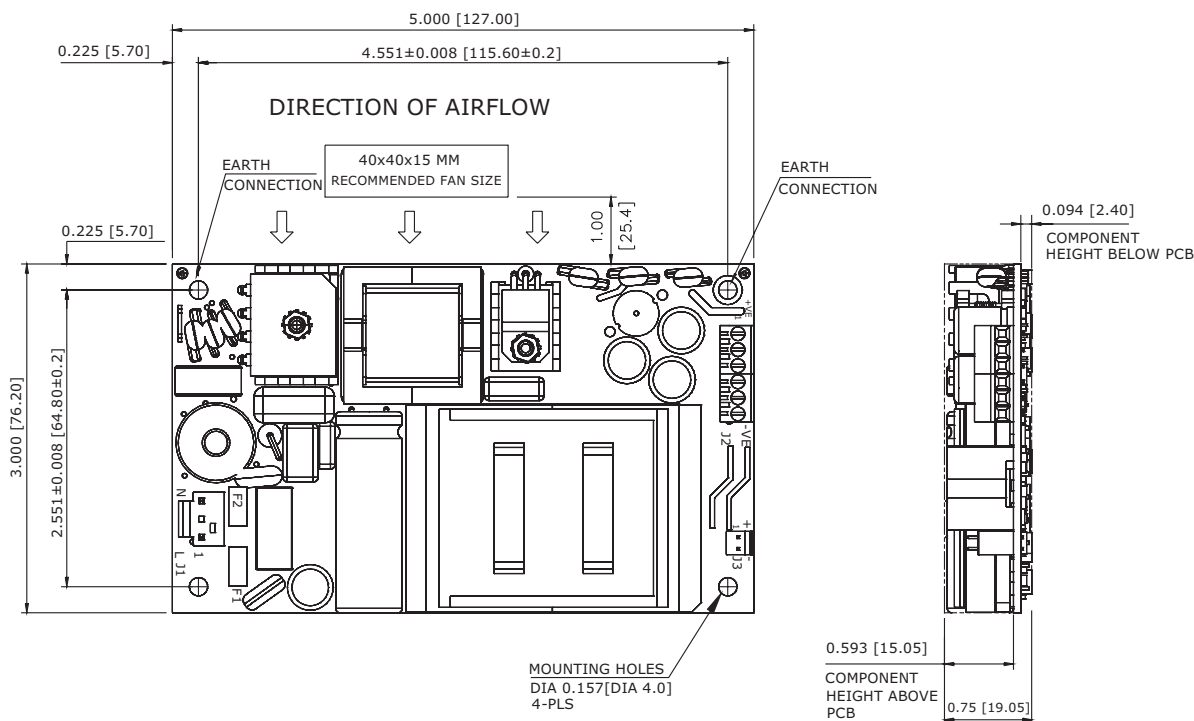 5.000 [127.00]
0.225 [5.70]
4.551±0.008 [115.60±0.2]
DIRECTION OF AIRFLOW
40x40x15 MM
RECOMMENDED FAN SIZE
EARTH
CONNECTION
EARTH
CONNECTION
1.00
[25.4]
0.225 [5.70]
0.094 [2.40]
COMPONENT
HEIGHT BELOW PCB
3.000 [76.20]
2.551±0.008 [64.80±0.2]
+VE
1
-VE
J2
N
F2
L J1
1
F1
+
1
-
J3
MOUNTING HOLES
DIA 0.157[DIA 4.0]
4-PLS
0.593 [15.05]
COMPONENT
HEIGHT ABOVE
PCB
0.75 [19.05]